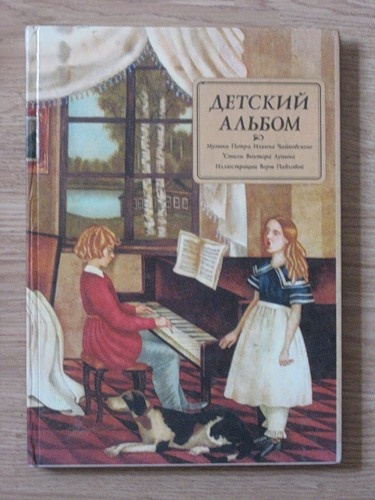 ДЕТСКИЙ
АЛЬБОМ
Музыка Петра Ильича Чайковского
Стихи Виктора Лунина
Иллюстрации Веры Павловой